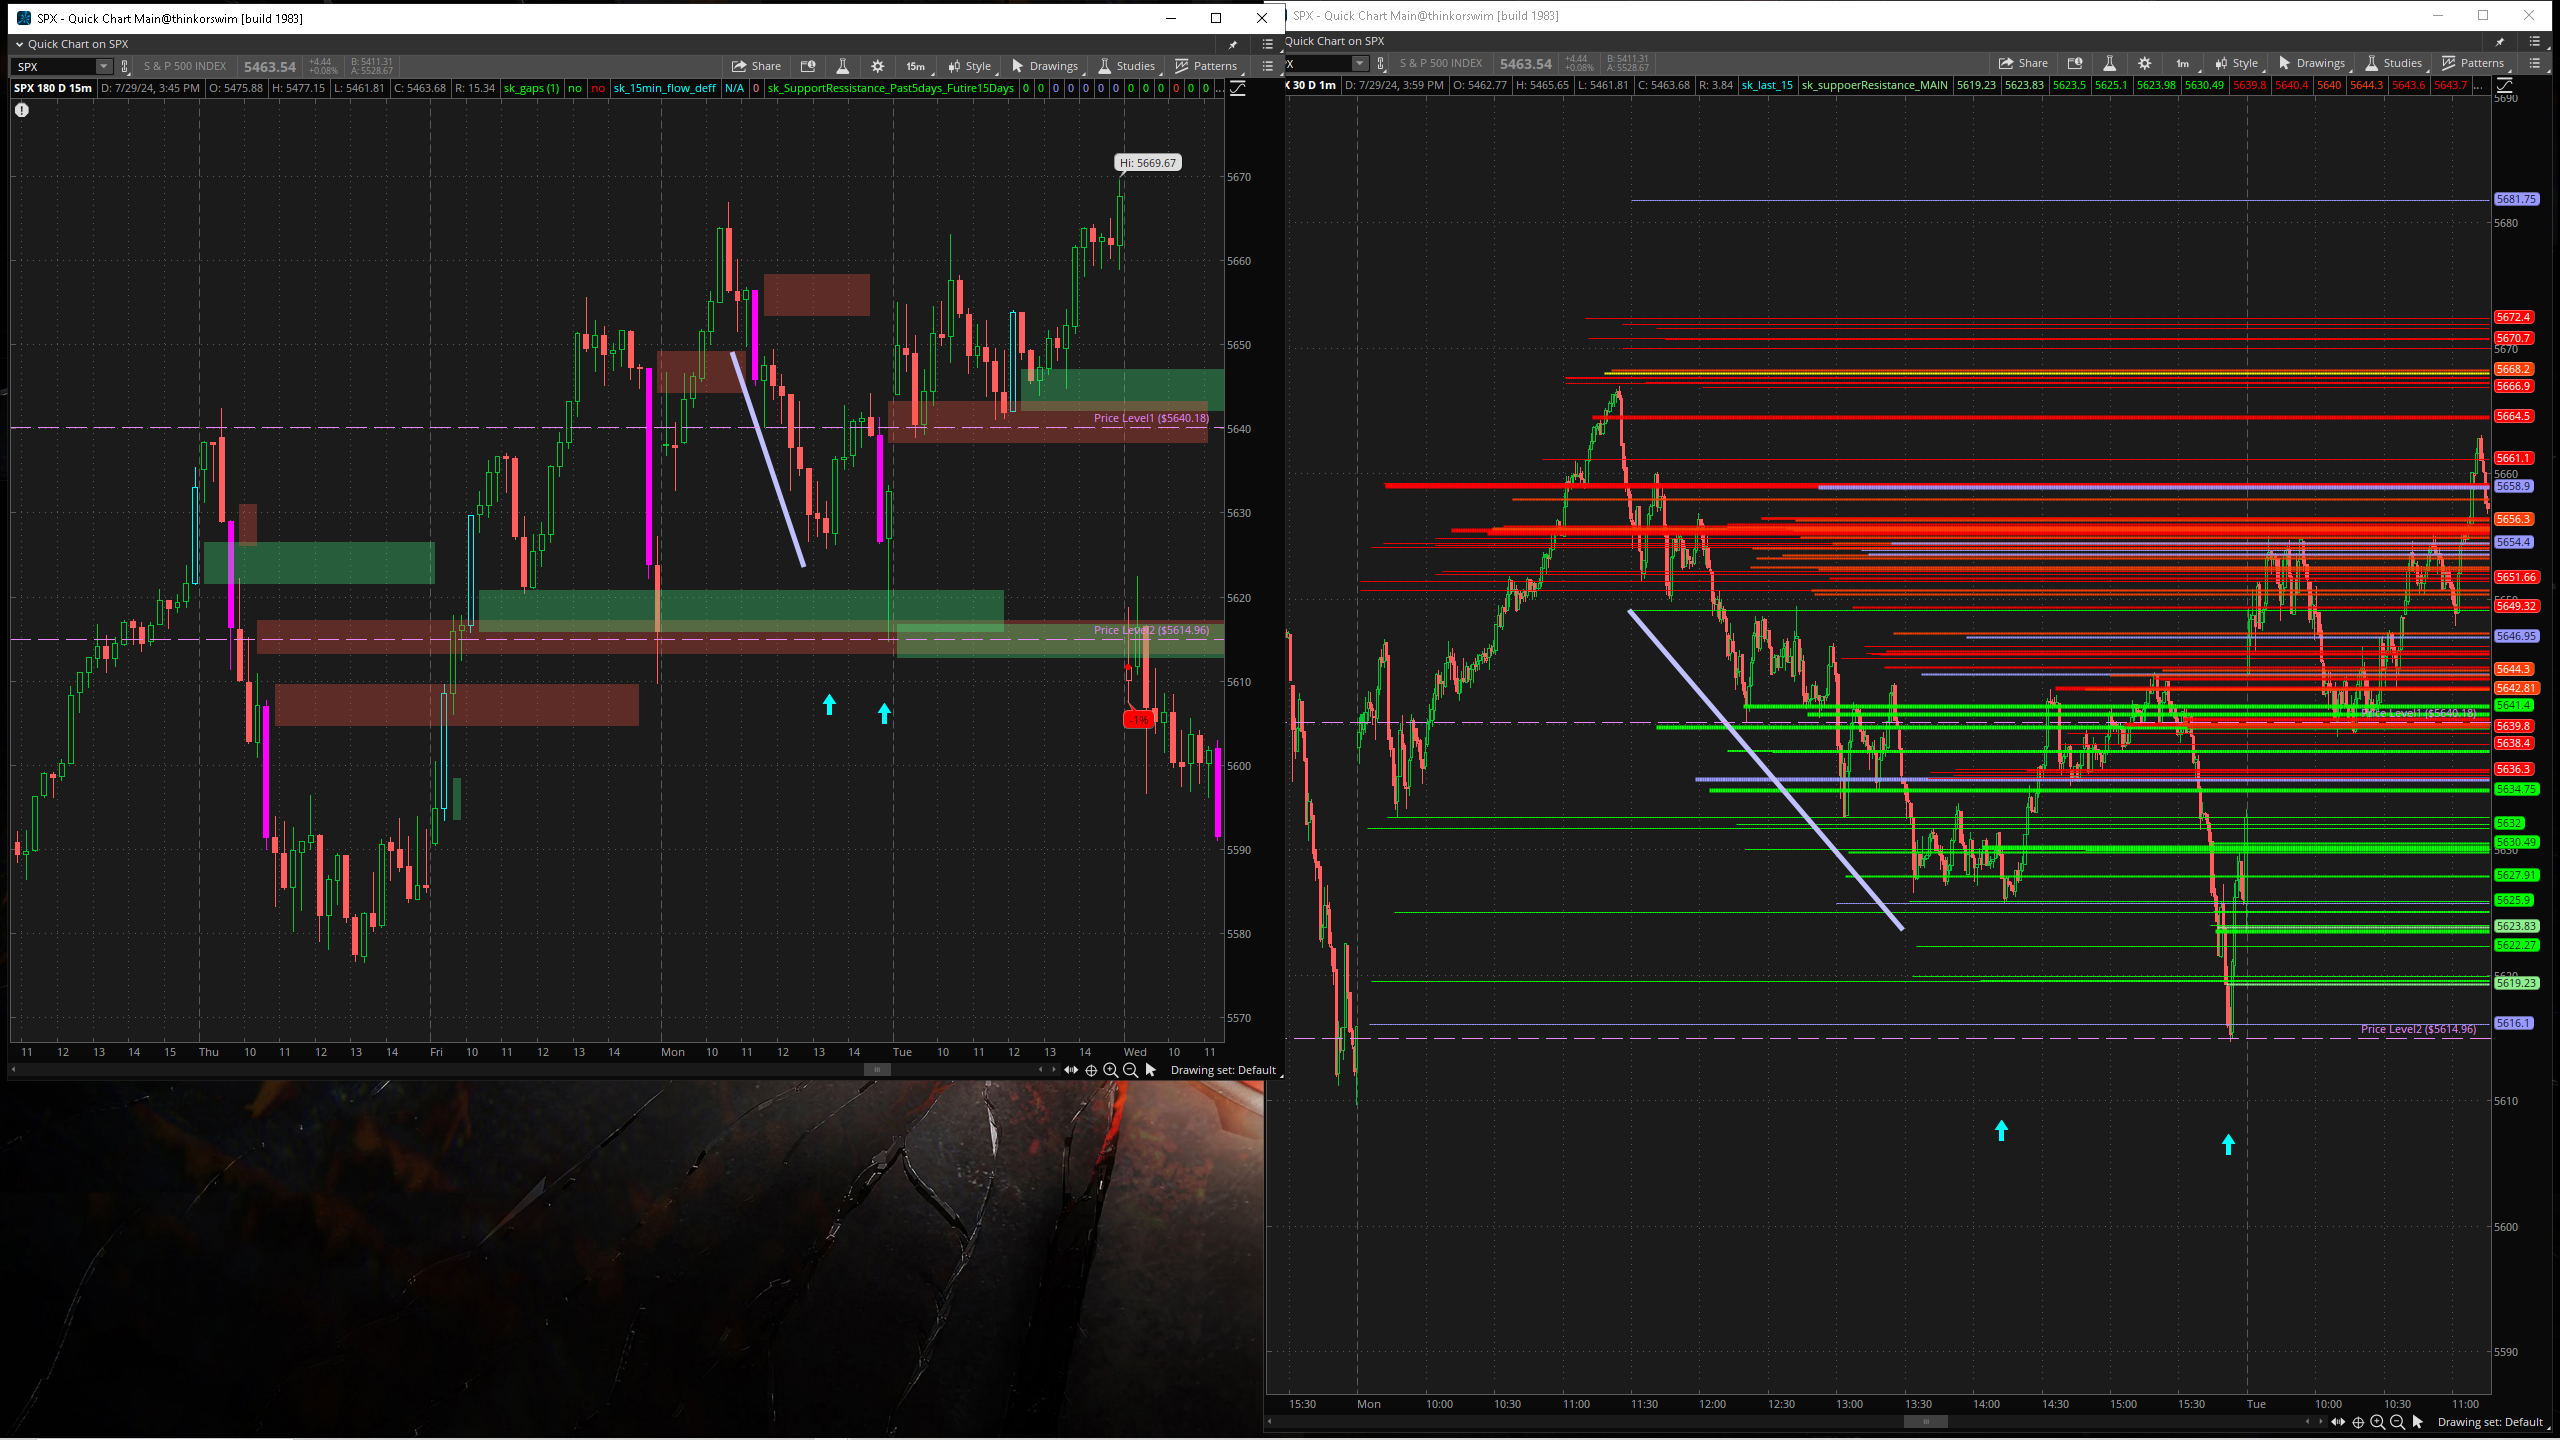 SPX - Quick Chart Main@thinkorswim [build 1983]
Quick Chart on SPX
SPX S & P 500 INDEX 5463.54 +4.44 +0.08% B: 5411.31 A: 5528.67 Share 15m Style Drawings Studies Patterns
SPX 180 D 15m D: 7/29/24, 3:45 PM O: 5475.88 H: 5477.15 L: 5461.81 C: 5463.68 R: 15.34 sk_gaps (1) no no sk_15min_flow_deff N/A 0 sk_SupportRessistance_Past5days_Futire15Days 0 0 0 0 0 0 0 0 0 0 0 0 0 ...
Hi: 5669.67
5670
5660
5650
Price Level1 ($5640.18)
5640
5630
5620
Price Level2 ($5614.96)
5610
-1%
5600
5590
5580
5570
11 12 13 14 15 Thu 10 11 12 13 14 Fri 10 11 12 13 14 Mon 10 11 12 13 14 Tue 10 11 12 13 14 Wed 10 11
Drawing set: Default
SPX - Quick Chart Main@thinkorswim [build 1983]
Quick Chart on SPX
S & P 500 INDEX 5463.54 +4.44 +0.08% B: 5411.31 A: 5528.67 Share 1m Style Drawings Studies Patterns
30 D 1m D: 7/29/24, 3:59 PM O: 5462.77 H: 5465.65 L: 5461.81 C: 5463.68 R: 3.84 sk_last_15 sk_suppoerResistance_MAIN 5619.23 5623.83 5623.5 5625.1 5623.98 5630.49 5639.8 5640.4 5640 5644.3 5643.6 5643.7 ...
5690
5681.75
5680
5672.4
5670.7
5670
5668.2
5666.9
5664.5
5661.1
5660
5658.9
5656.3
5654.4
5651.66
5649.32
5646.95
5644.3
5642.81
5641.4
Price Level1 ($5640.18)
5639.8
5638.4
5636.3
5634.75
5632
5630.49
5627.91
5625.9
5623.83
5622.27
5619.23
5616.1
Price Level2 ($5614.96)
5610
5600
5590
15:30 Mon 10:00 10:30 11:00 11:30 12:00 12:30 13:00 13:30 14:00 14:30 15:00 15:30 Tue 10:00 10:30 11:00
Drawing set: Default